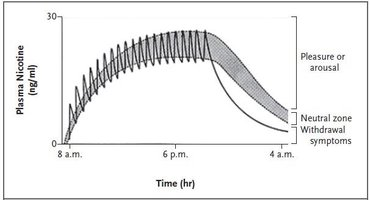 30
Plasma Nicotine
(ng/ml)
0
8 a.m.
6 p.m.
4 a.m.
Time (hr)
Pleasure or
arousal
Neutral zone
Withdrawal
symptoms